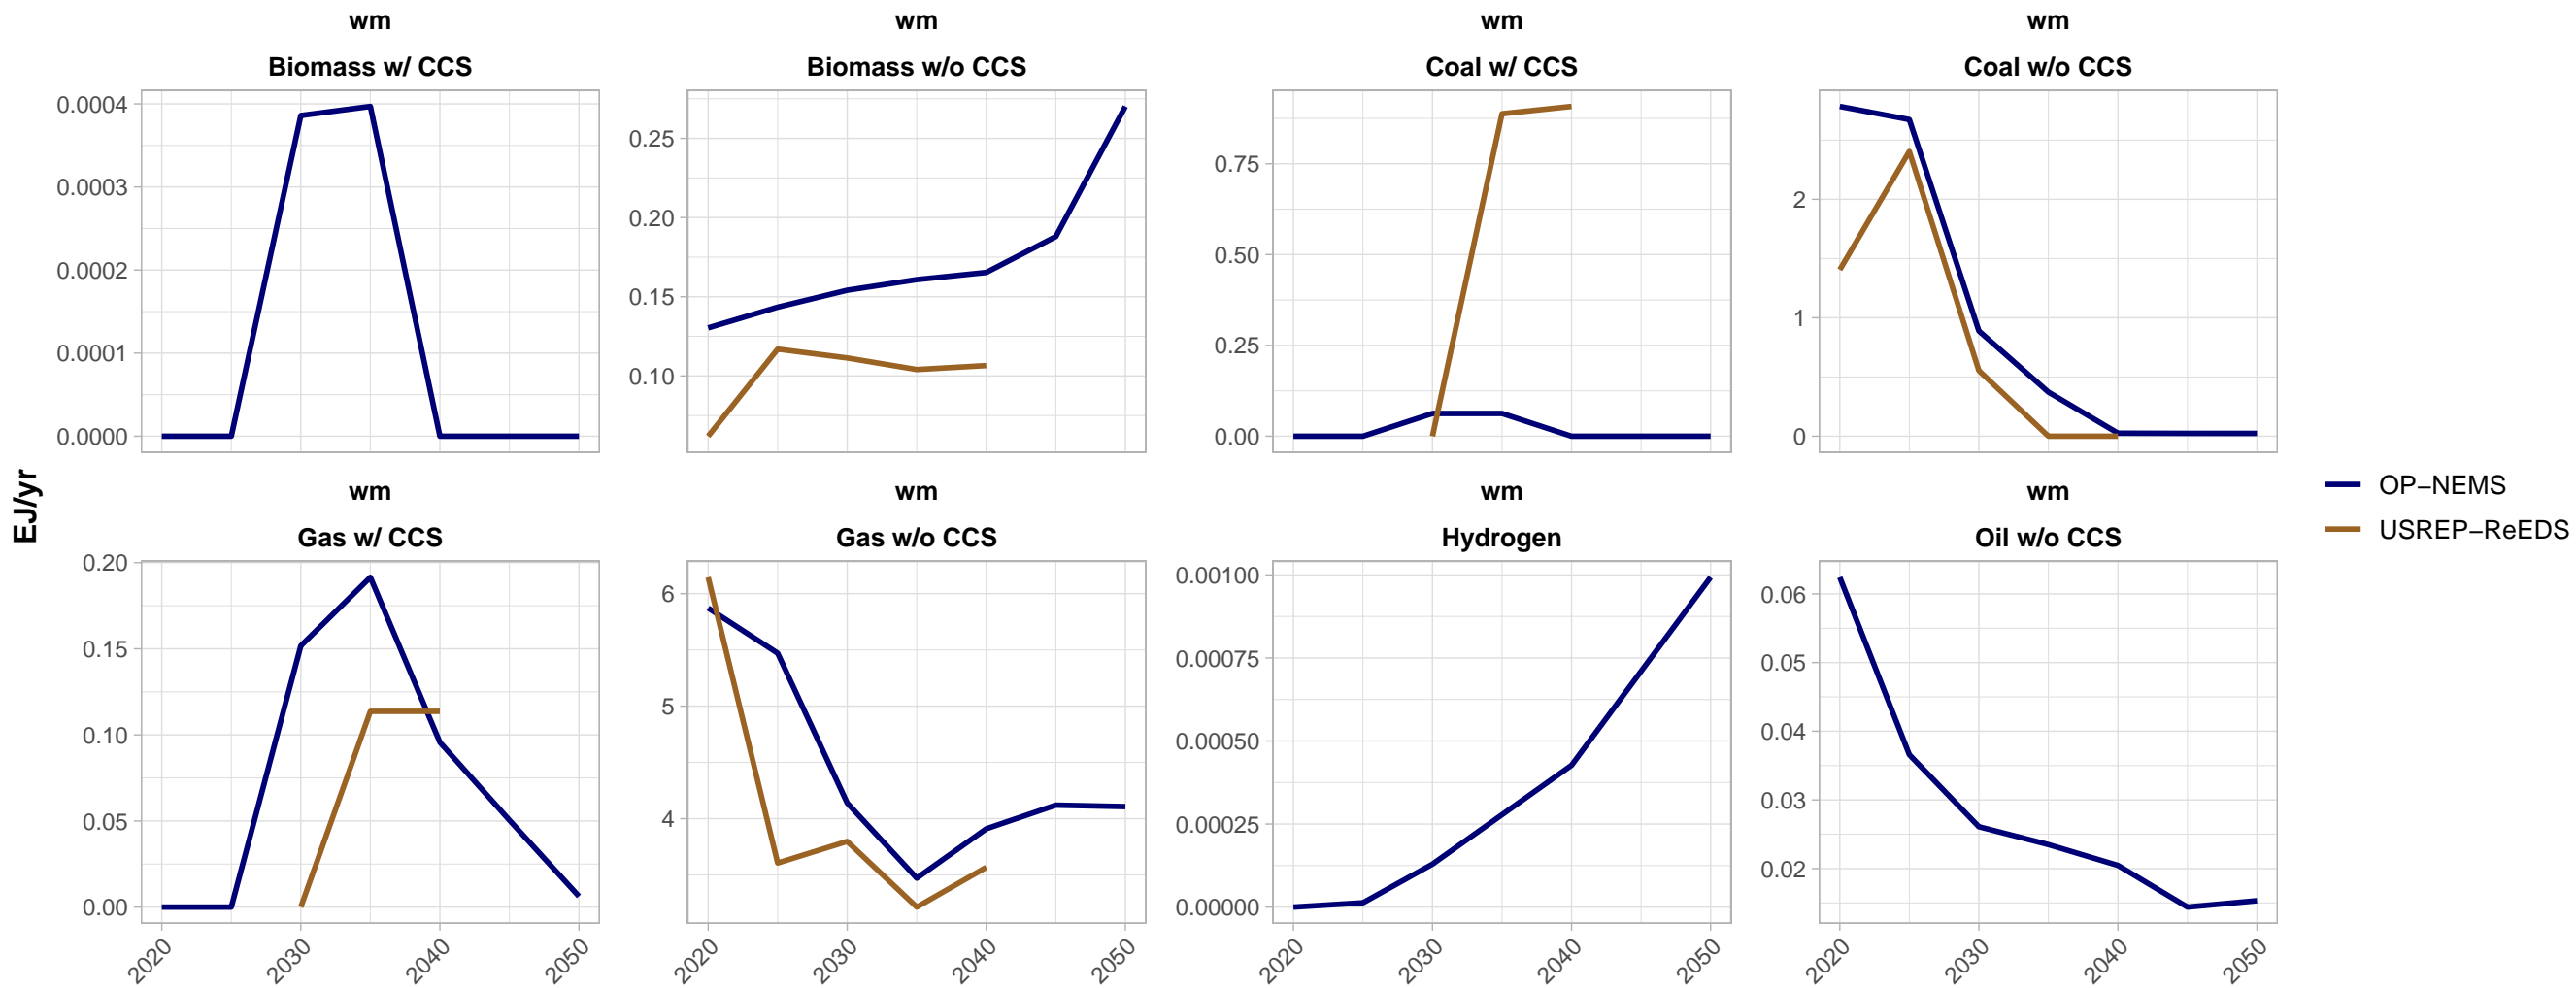 wm
Biomass w/ CCS
0.0004
0.0003
0.0002
0.0001
0.0000
wm
Biomass w/o CCS
0.25
0.20
0.15
0.10
wm
Coal w/ CCS
0.75
0.50
0.25
0.00
wm
Coal w/o CCS
2
1
0
EJ/yr
wm
Gas w/ CCS
0.20
0.15
0.10
0.05
0.00
2020
2030
2040
2050
wm
Gas w/o CCS
6
5
4
2020
2030
2040
2050
wm
Hydrogen
0.00100
0.00075
0.00050
0.00025
0.00000
2020
2030
2040
2050
wm
Oil w/o CCS
0.06
0.05
0.04
0.03
0.02
2020
2030
2040
2050
OP−NEMS
USREP−ReEDS